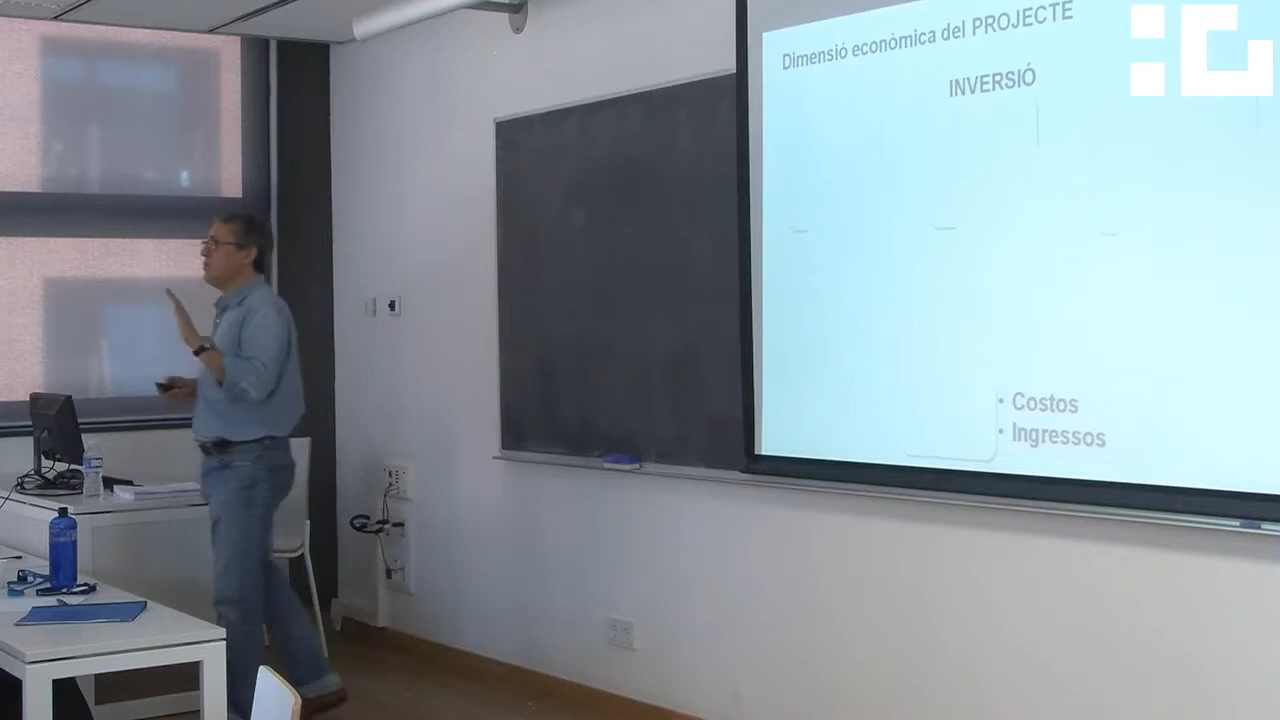 Dimensió econòmica del PROJECTE
INVERSIÓ
• Costos
• Ingressos